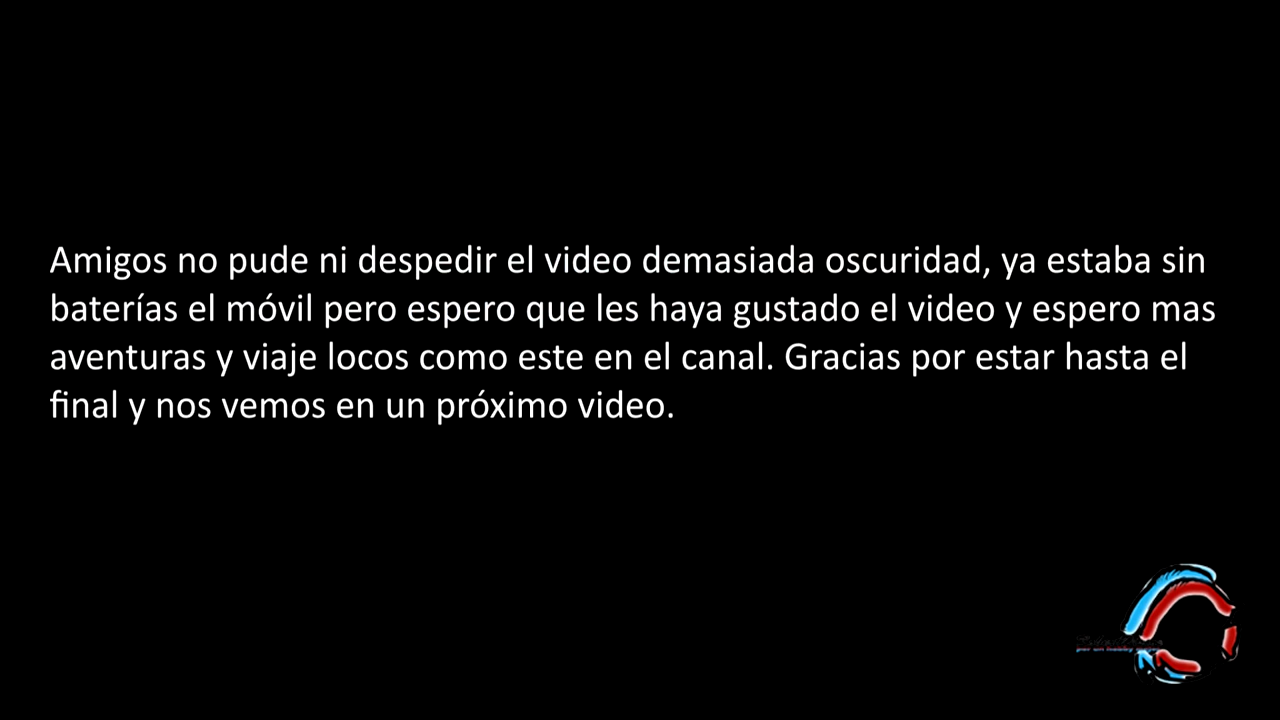 Amigos no pude ni despedir el video demasiada oscuridad, ya estaba sin
baterías el móvil pero espero que les haya gustado el video y espero mas
aventuras y viaje locos como este en el canal. Gracias por estar hasta el
final y nos vemos en un próximo video.